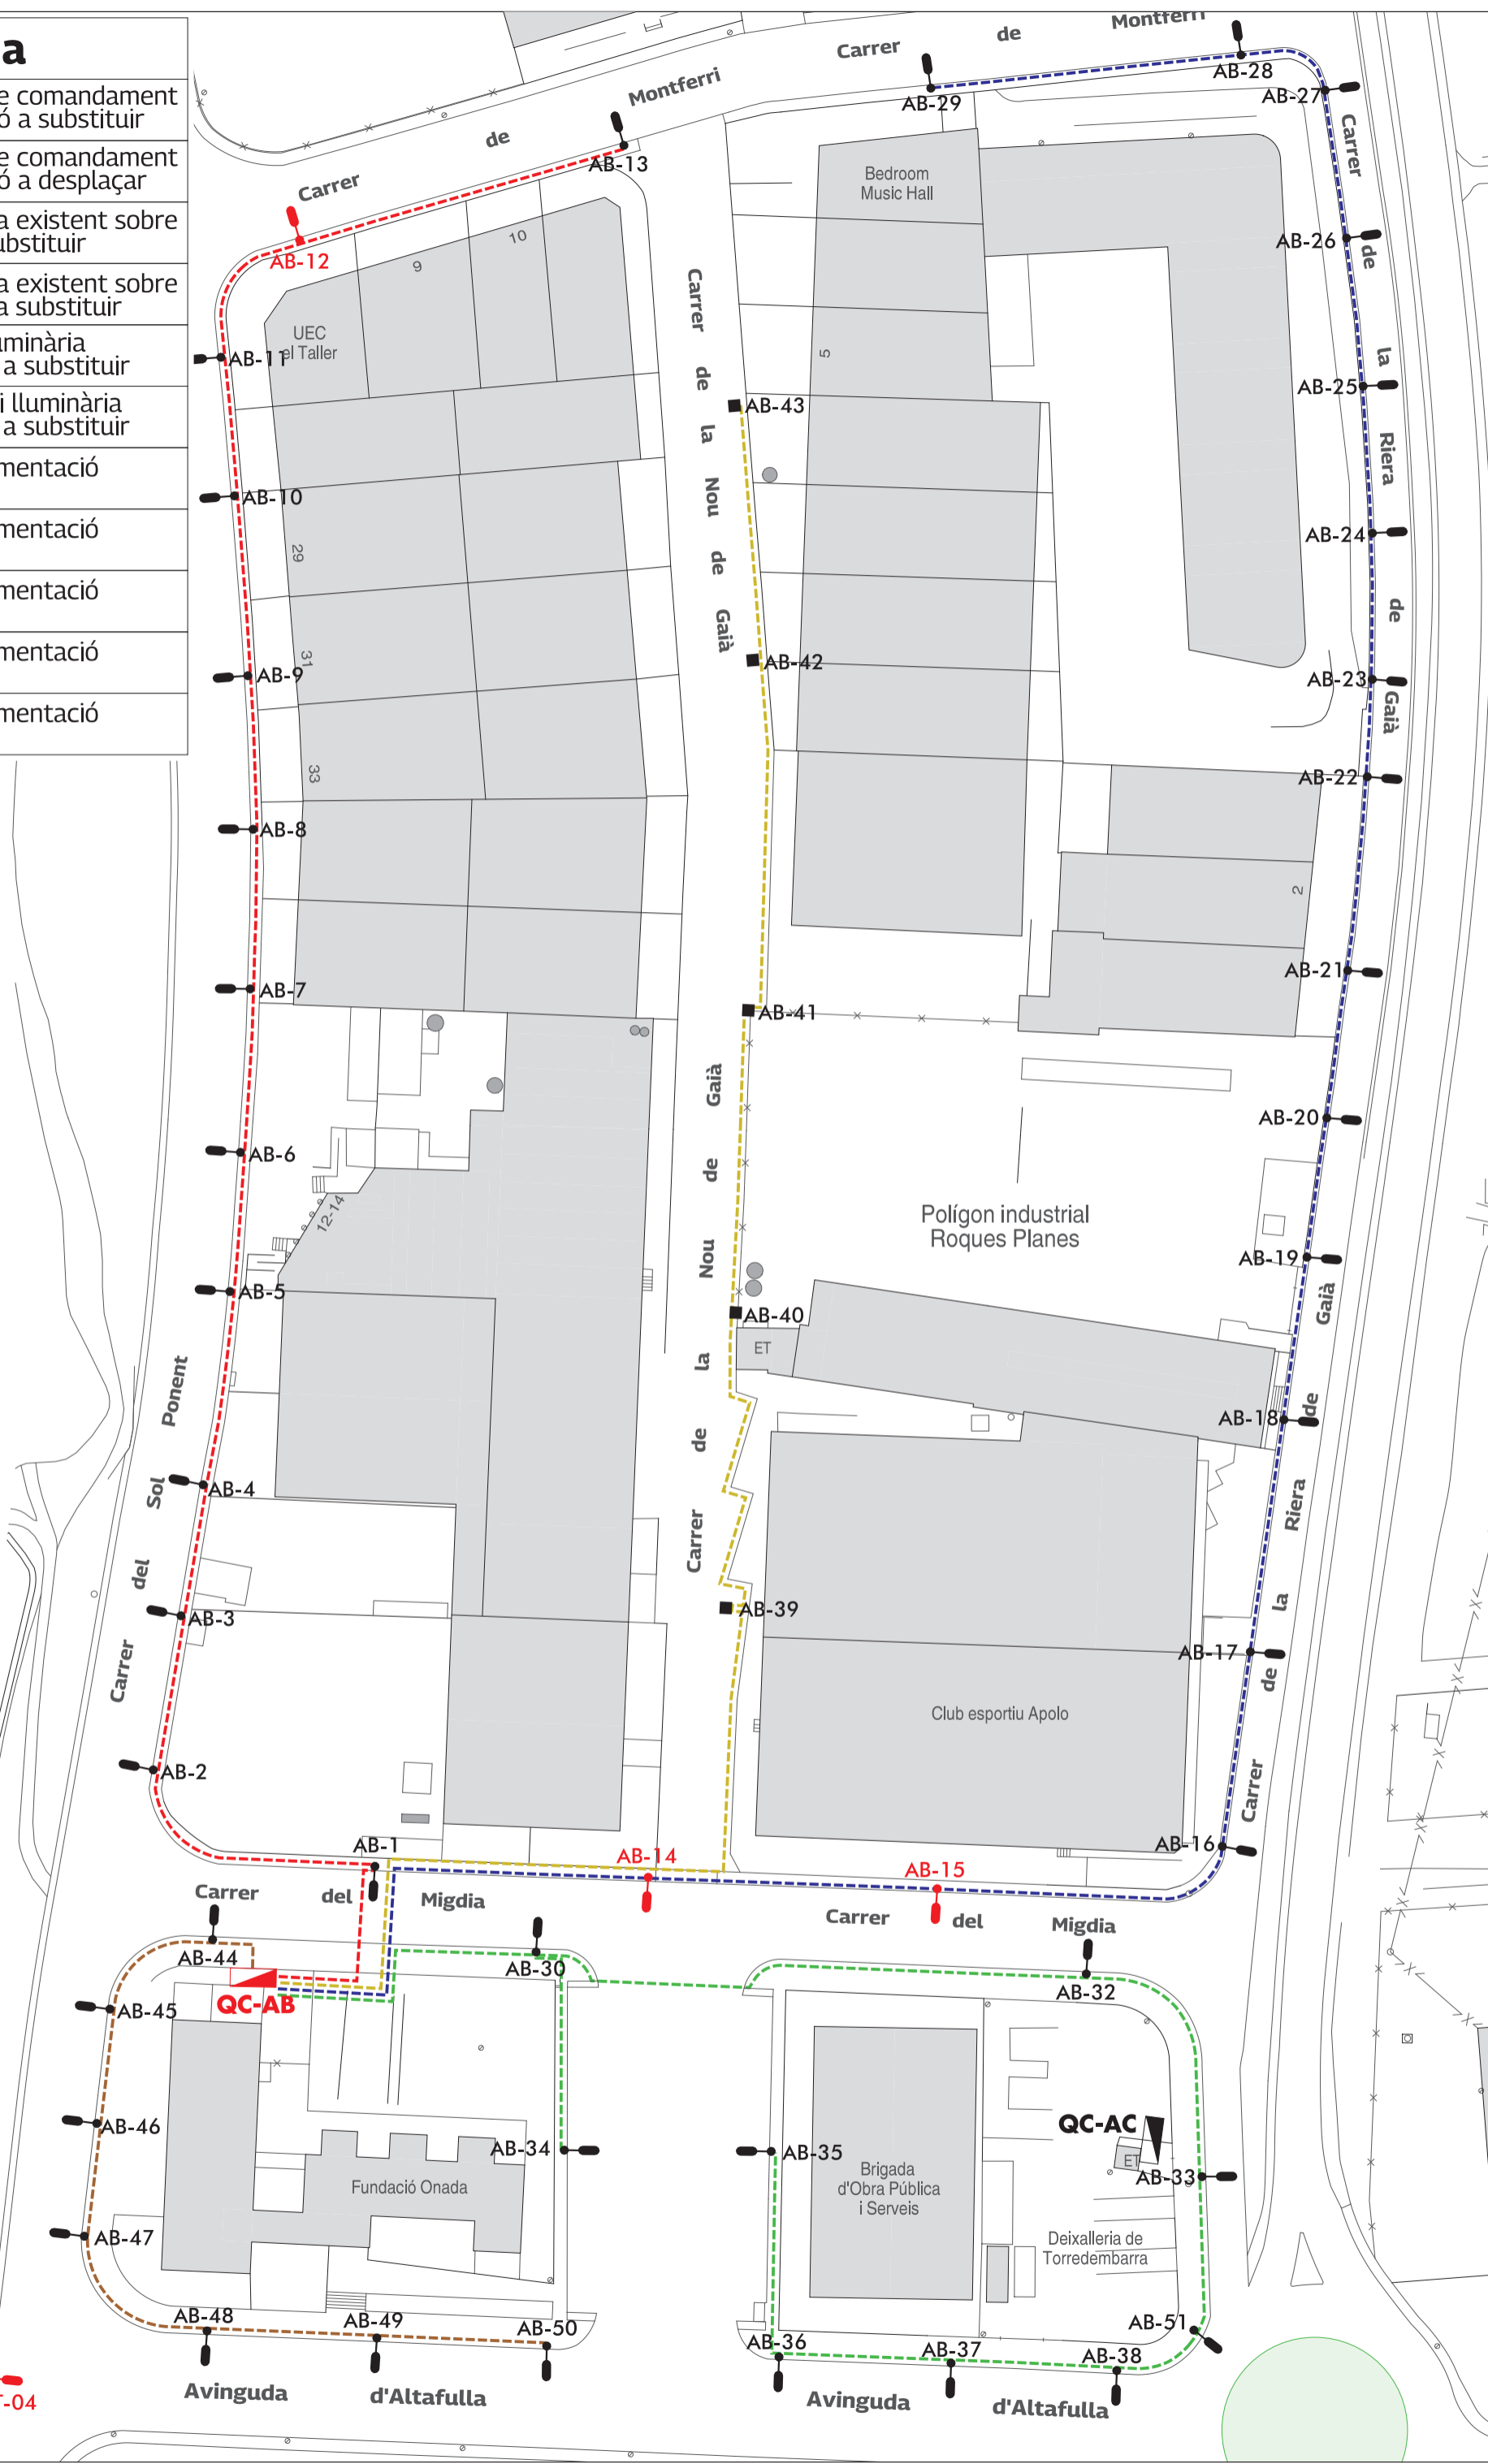 a
e comandament
ó a substituir
e comandament
ó a desplaçar
a existent sobre
ubstituir
a existent sobre
a substituir
uminària
a substituir
i lluminària
a substituir
mentació
mentació
mentació
mentació
mentació
Carrer
de
Montferri
Carrer
de
Montferri
AB-28
AB-29
AB-27
AB-13
AB-12
Carrer
de
la
Riera
de
Gaià
Bedroom
Music Hall
10
9
UEC
el Taller
AB-11
AB-26
5
AB-25
Carrer
de
la
Nou
de
Gaià
AB-43
AB-10
AB-24
29
31
AB-42
AB-9
AB-23
33
AB-22
AB-8
2
AB-21
AB-7
AB-41
Gaià
de
Nou
la
de
Carrer
AB-20
AB-6
12-14
Polígon industrial
Roques Planes
AB-19
AB-5
AB-40
ET
Gaià
de
Riera
la
de
Carrer
AB-18
Ponent
Sol
del
Carrer
AB-4
AB-3
AB-39
AB-17
Club esportiu Apolo
AB-2
AB-1
AB-14
AB-15
AB-16
Carrer
del
Migdia
Carrer
del
Migdia
AB-44
AB-30
AB-32
QC-AB
AB-45
AB-46
AB-34
AB-35
QC-AC
ET
AB-33
Fundació Onada
Brigada
d'Obra Pública
i Serveis
AB-47
Deixalleria de
Torredembarra
AB-48
AB-49
AB-50
AB-36
AB-37
AB-38
AB-51
Avinguda
d'Altafulla
Avinguda
d'Altafulla
-04